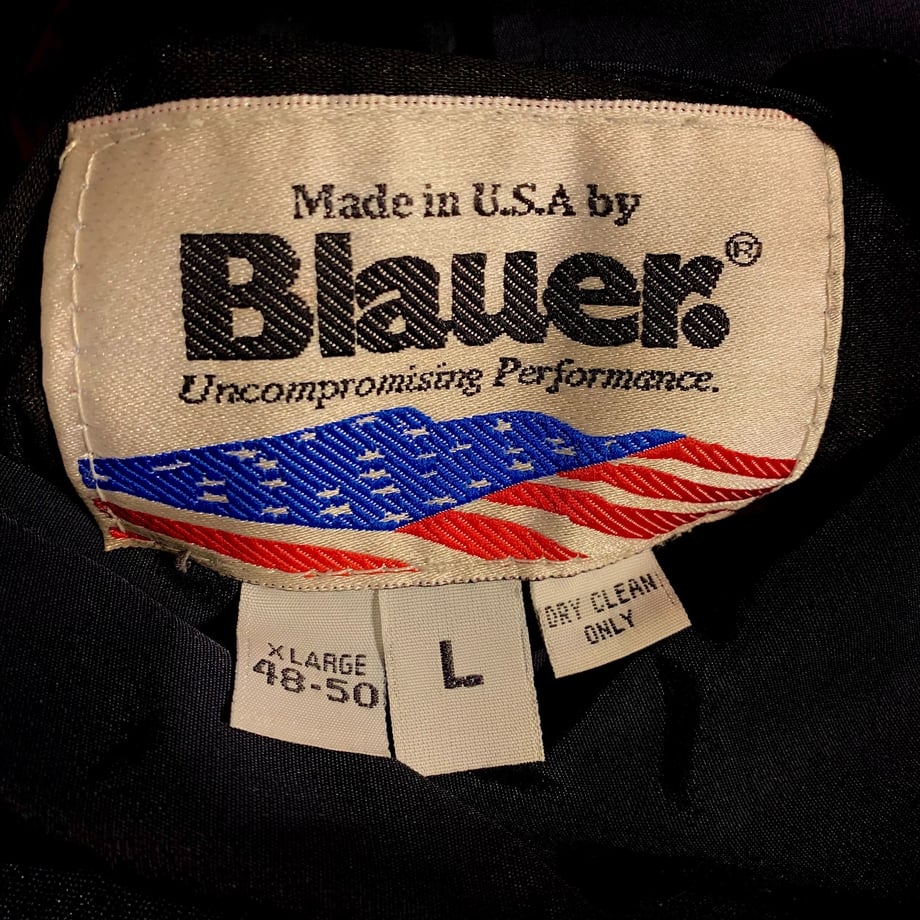 Made in U.S.A by
Blauer.®
Uncompromising Performance.
X LARGE
48-50
L
DRY CLEAN
ONLY